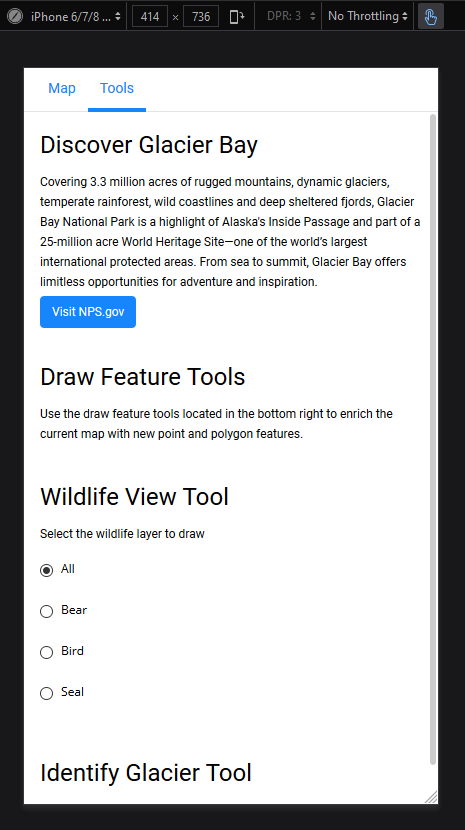 iPhone 6/7/8 ... 414 × 736 DPR: 3 No Throttling
Map Tools
Discover Glacier Bay
Covering 3.3 million acres of rugged mountains, dynamic glaciers,
temperate rainforest, wild coastlines and deep sheltered fjords, Glacier
Bay National Park is a highlight of Alaska's Inside Passage and part of a
25-million acre World Heritage Site—one of the world's largest
international protected areas. From sea to summit, Glacier Bay offers
limitless opportunities for adventure and inspiration.
Visit NPS.gov
Draw Feature Tools
Use the draw feature tools located in the bottom right to enrich the
current map with new point and polygon features.
Wildlife View Tool
Select the wildlife layer to draw
All
Bear
Bird
Seal
Identify Glacier Tool